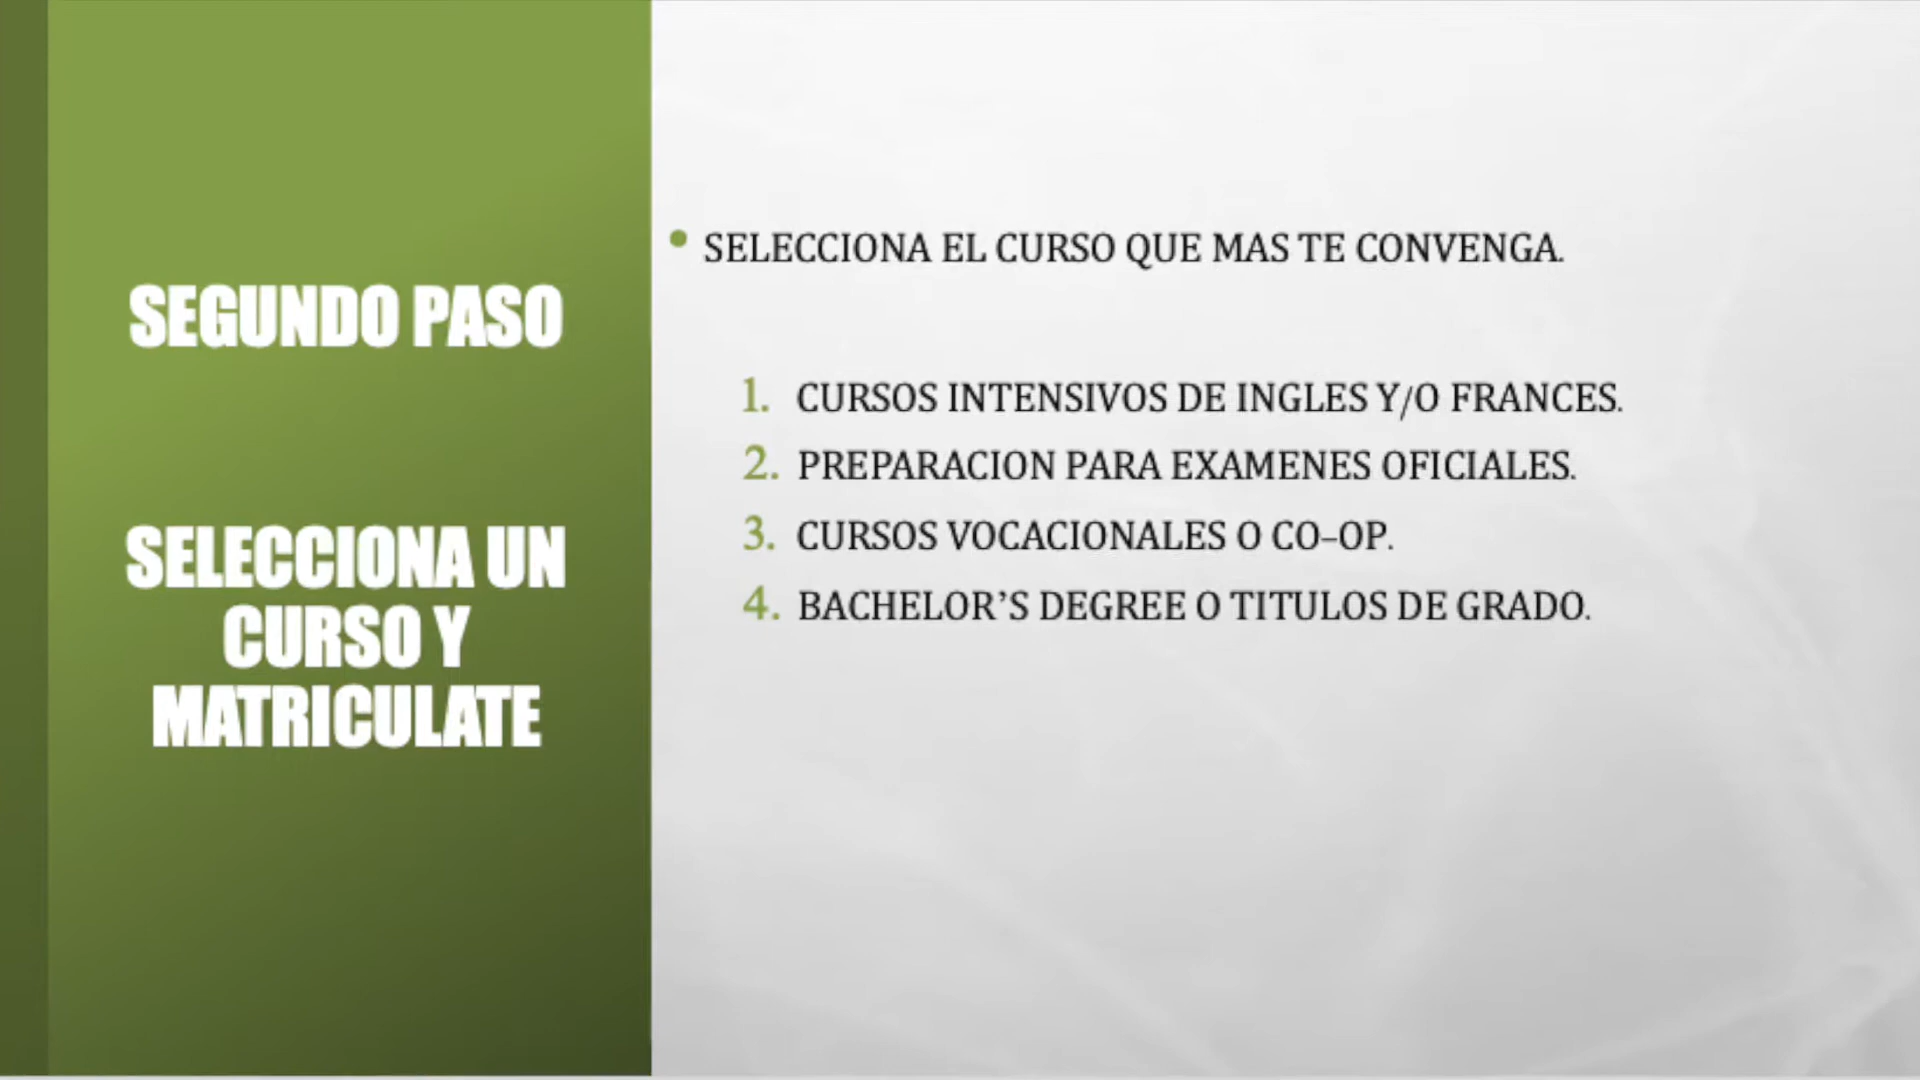 SEGUNDO PASO
SELECCIONA UN
CURSO Y
MATRICULATE
• SELECCIONA EL CURSO QUE MAS TE CONVENGA.
1. CURSOS INTENSIVOS DE INGLES Y/O FRANCES.
2. PREPARACION PARA EXAMENES OFICIALES.
3. CURSOS VOCACIONALES O CO-OP.
4. BACHELOR’S DEGREE O TITULOS DE GRADO.